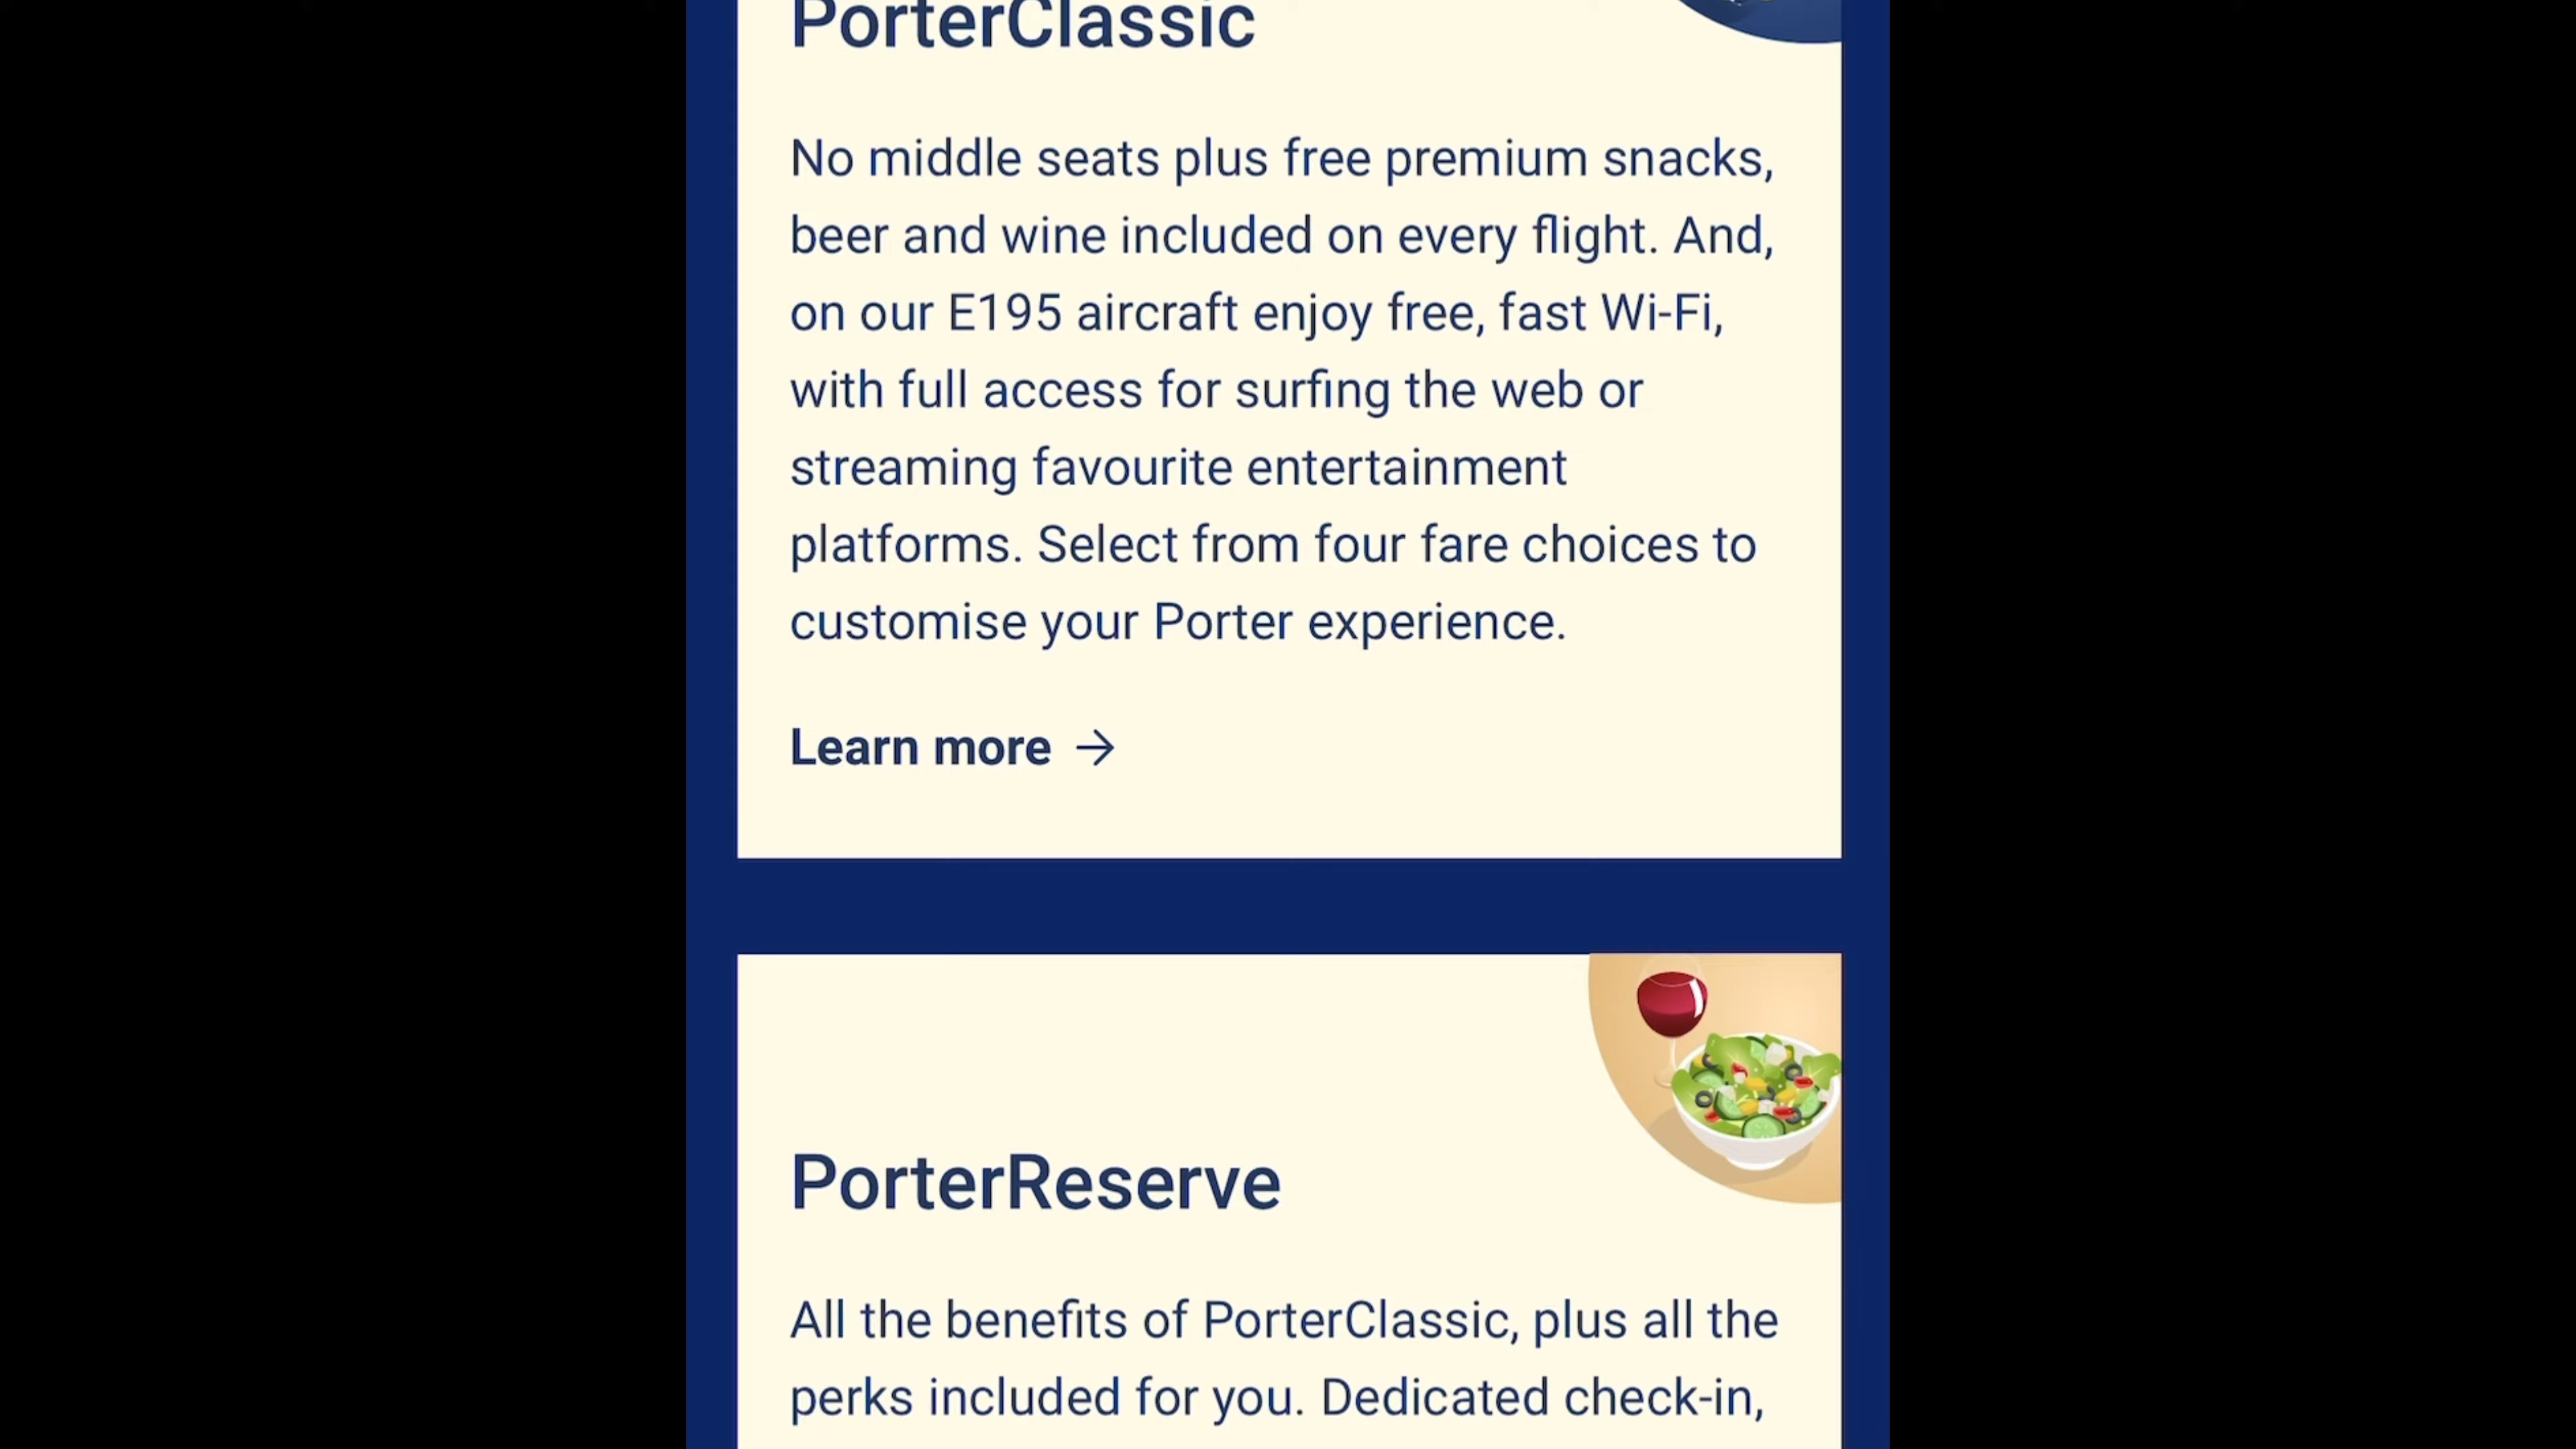 PorterClassic
No middle seats plus free premium snacks,
beer and wine included on every flight. And,
on our E195 aircraft enjoy free, fast Wi-Fi,
with full access for surfing the web or
streaming favourite entertainment
platforms. Select from four fare choices to
customise your Porter experience.
Learn more →
PorterReserve
All the benefits of PorterClassic, plus all the
perks included for you. Dedicated check-in,